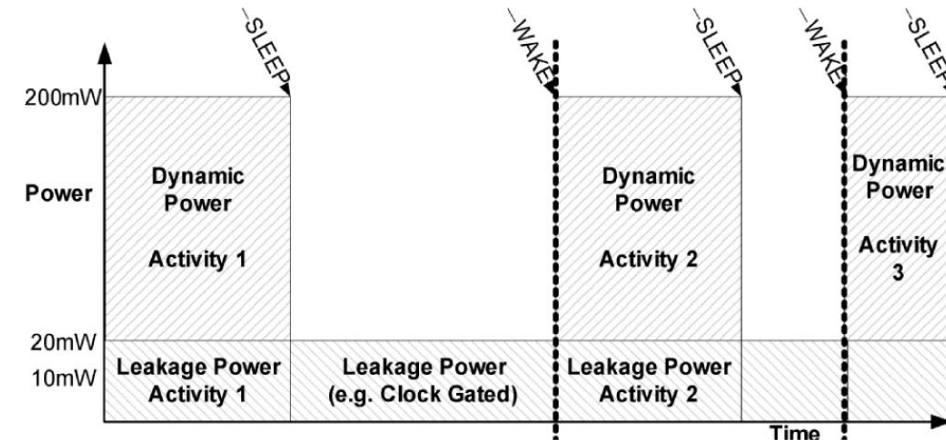 SLEEP
WAKE
SLEEP
WAKE
SLEEP
200mW
Power
Dynamic
Power
Activity 1
Dynamic
Power
Activity 2
Dynamic
Power
Activity
3
20mW
10mW
Leakage Power
Activity 1
Leakage Power
(e.g. Clock Gated)
Leakage Power
Activity 2
Time